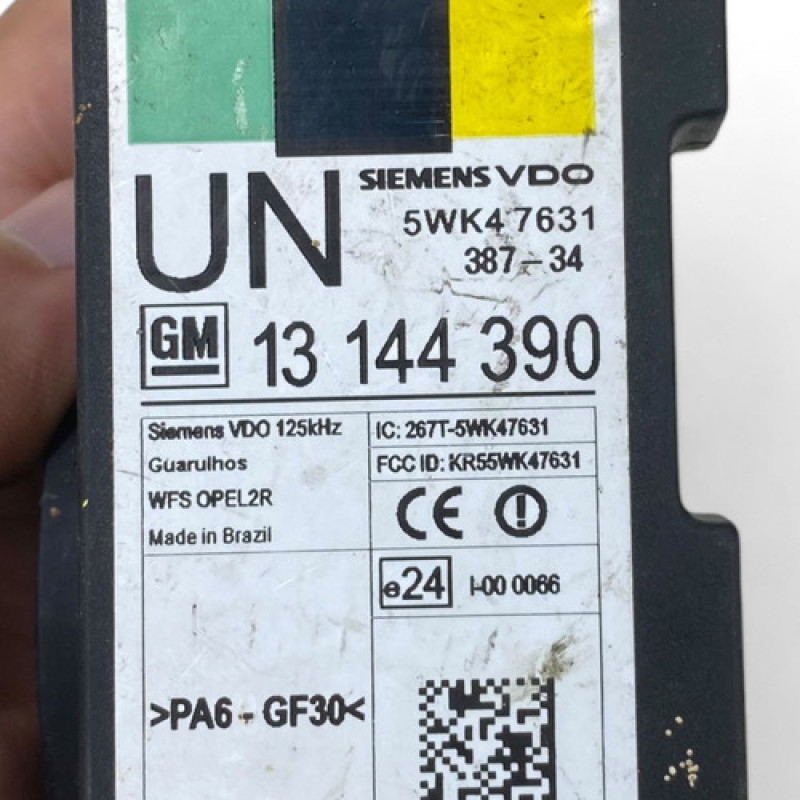 UN
SIEMENS VDO
5WK4 7631
387-34
GM 13 144 390
Siemens VDO 125kHz
Guarulhos
WFS OPEL2R
Made in Brazil
IC: 267T-5WK47631
FCC ID: KR55WK47631
CE
e24 I-00 0066
>PA6 - GF30<